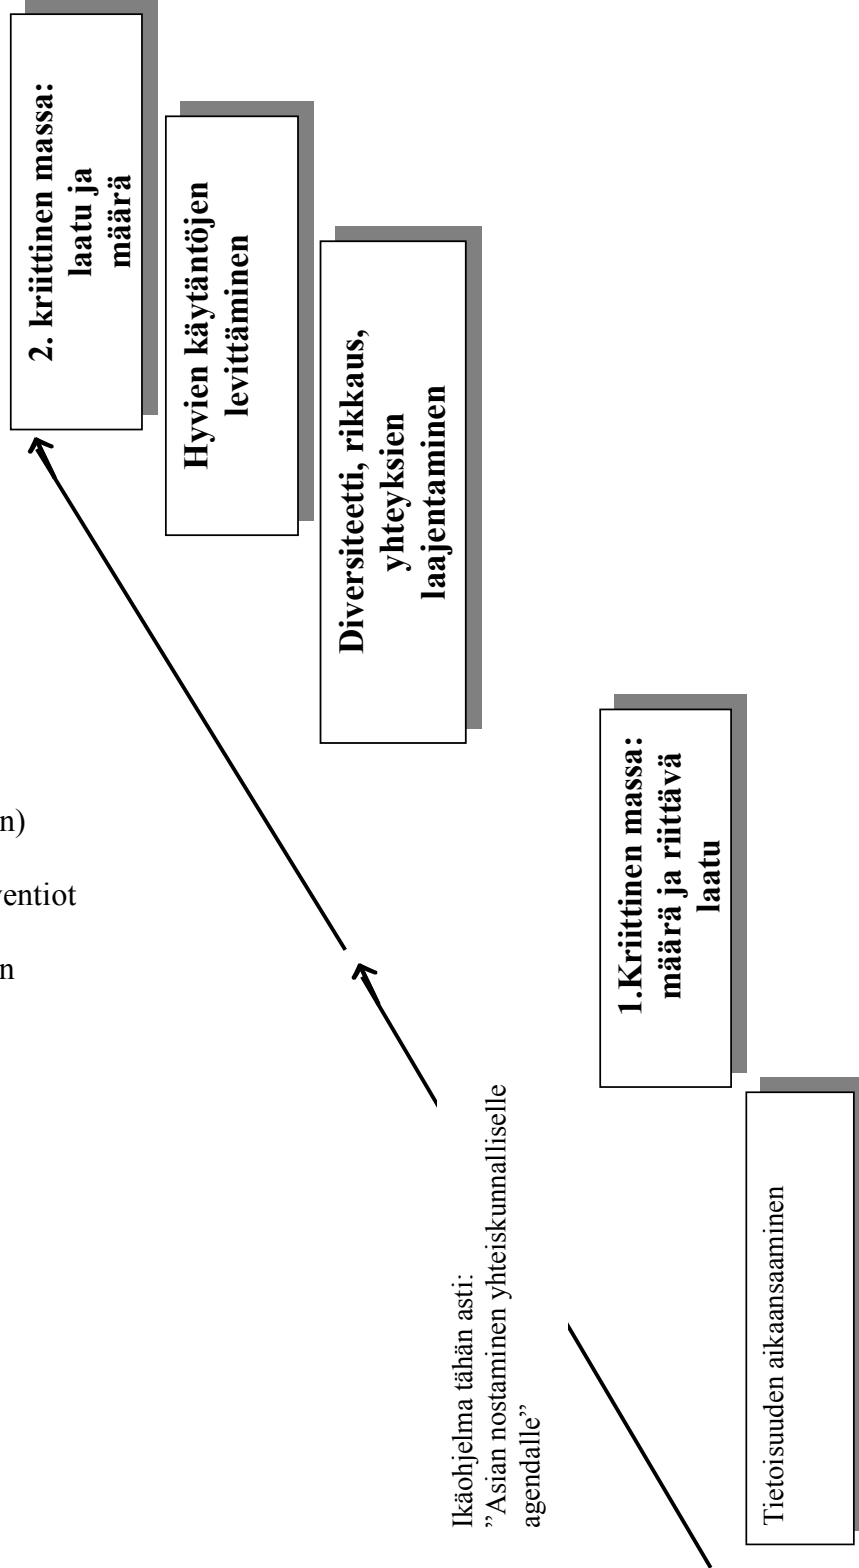 n)
ventiot
n
2. kriittinen massa:
laatu ja
määrä
Hyvien käytäntöjen
levittäminen
Diversiteetti, rikkaus,
yhteyksien
laajentaminen
Ikäohjelma tähän asti:
”Asian nostaminen yhteiskunnalliselle
agendalle”
1.Kriittinen massa:
määrä ja riittävä
laatu
Tietoisuuden aikaansaaminen